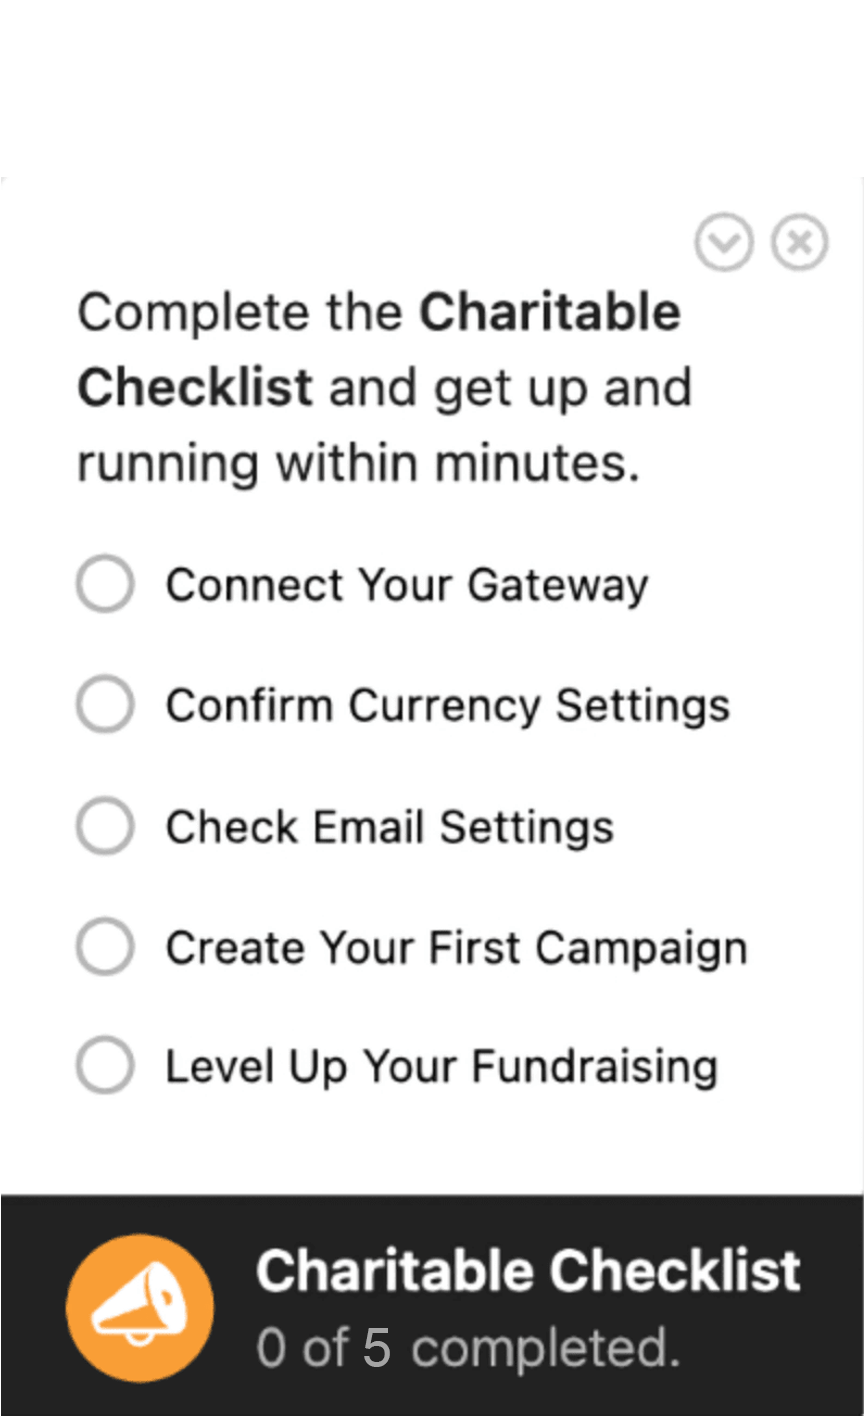 Complete the Charitable
Checklist and get up and
running within minutes.
Connect Your Gateway
Confirm Currency Settings
Check Email Settings
Create Your First Campaign
Level Up Your Fundraising
Charitable Checklist
0 of 5 completed.